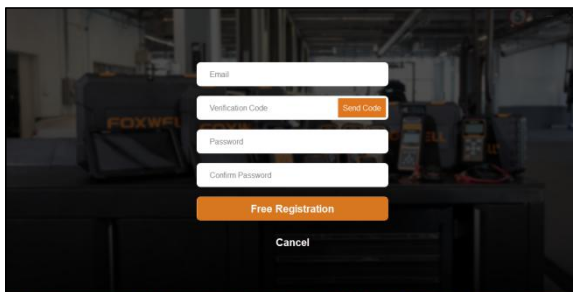 Email
Verification Code Send Code
Password
Confirm Password
Free Registration
Cancel
FOXWELL